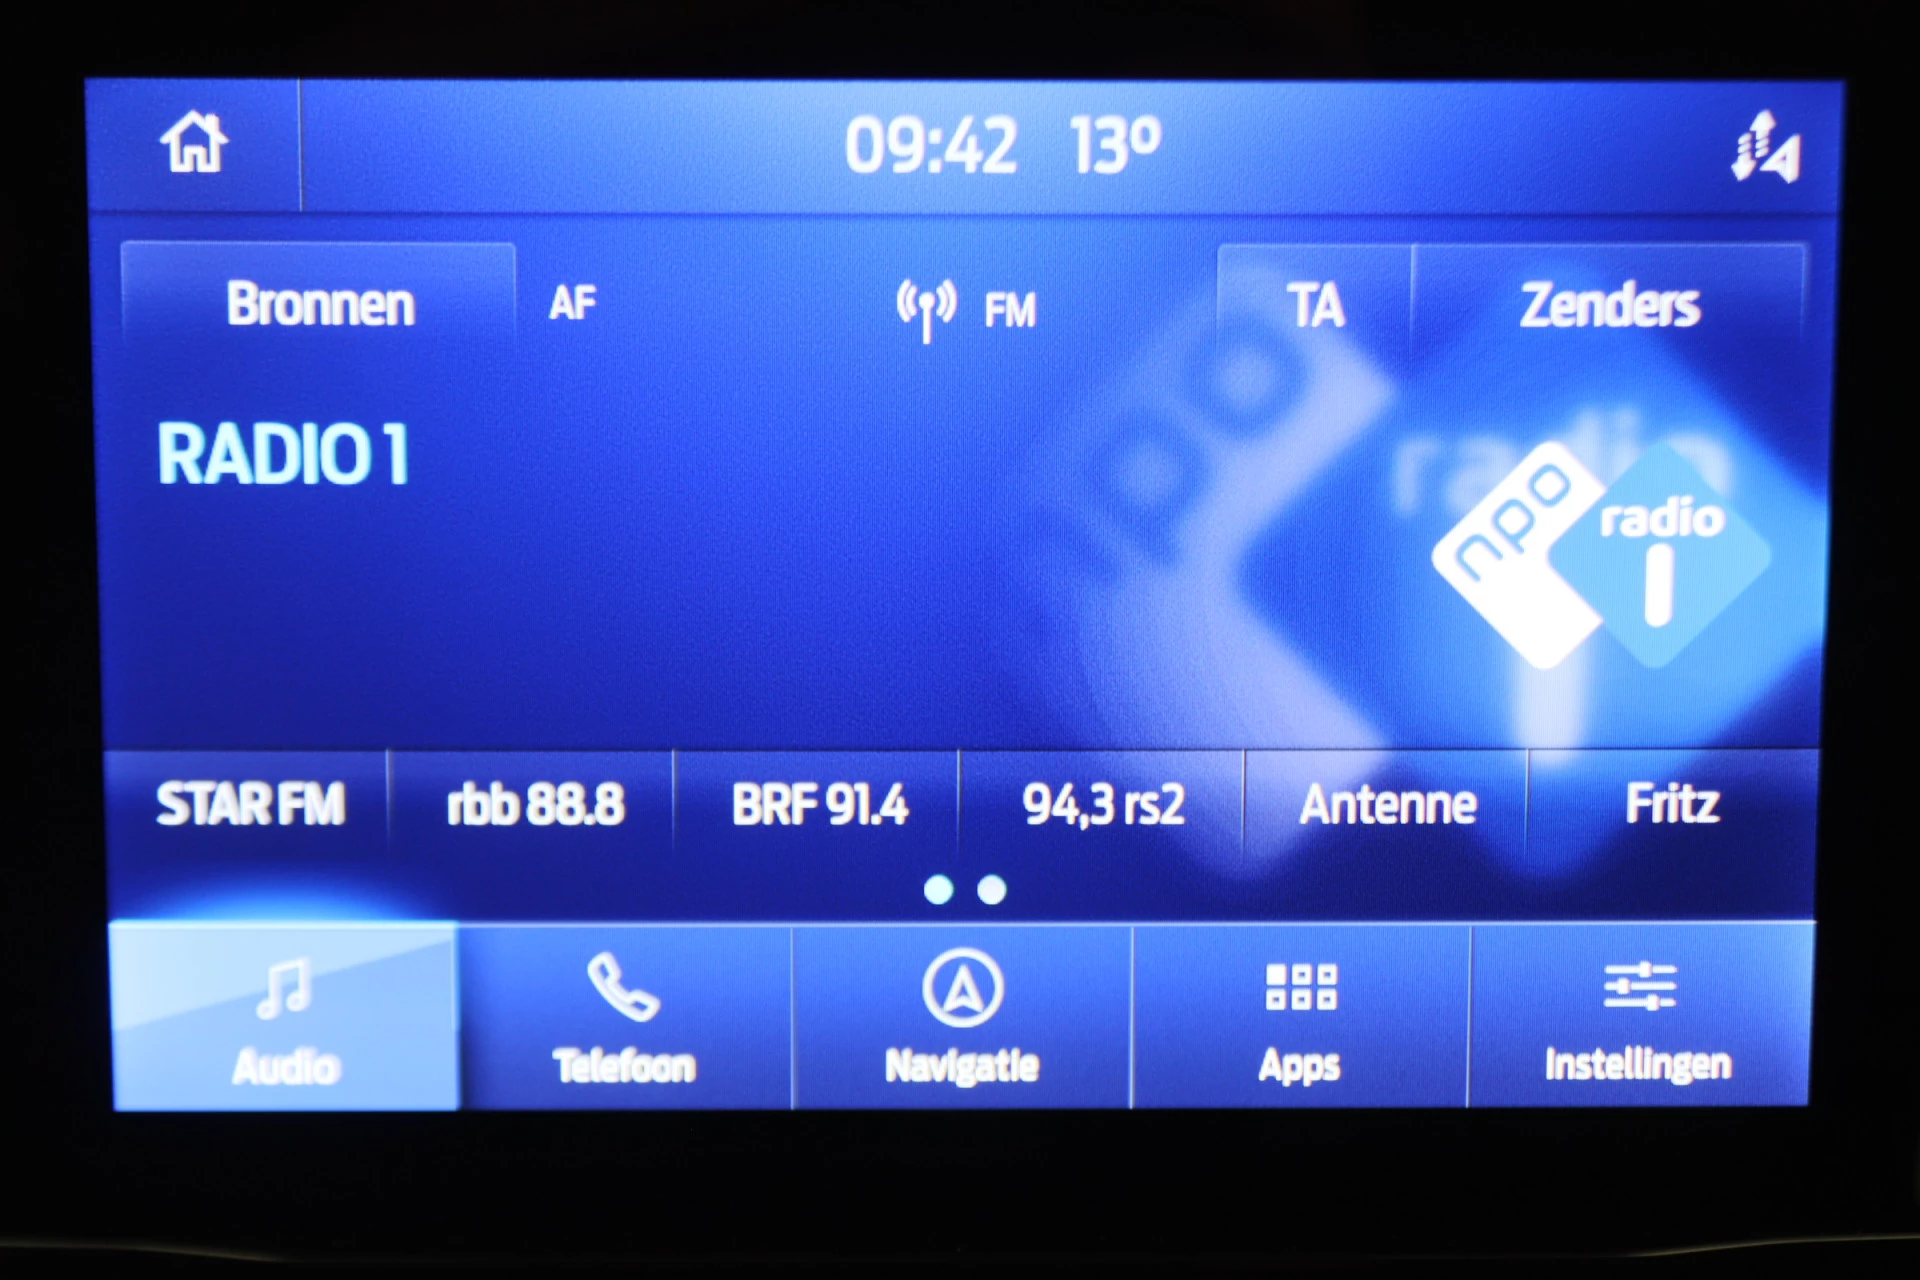 09:42 13º
Bronnen AF FM TA Zenders
RADIO 1
npo radio 1
STAR FM rbb 88.8 BRF 91.4 94,3 rs2 Antenne Fritz
Audio Telefoon Navigatie Apps Instellingen